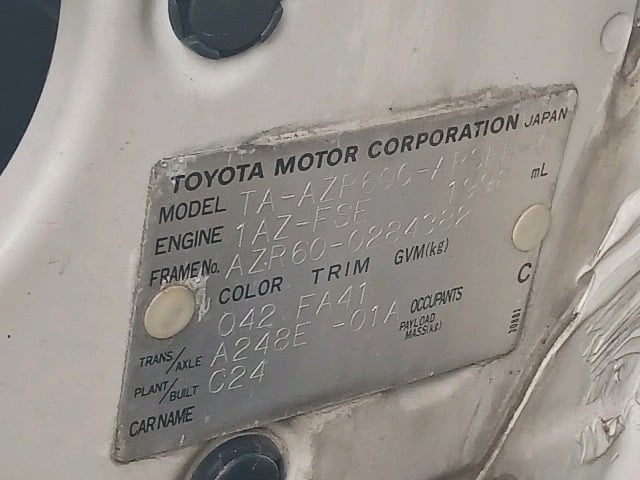 TOYOTA MOTOR CORPORATION JAPAN
MODEL TA-AZR60G-
ENGINE 1AZ-FSE 1998 mL
FRAME No. AZR60-0284382
COLOR TRIM GVM(kg)
042 FA41 C
TRANS/AXLE A248E -01A OCCUPANTS
PAYLOAD MASS(kg)
PLANT/BUILT C24
CAR NAME